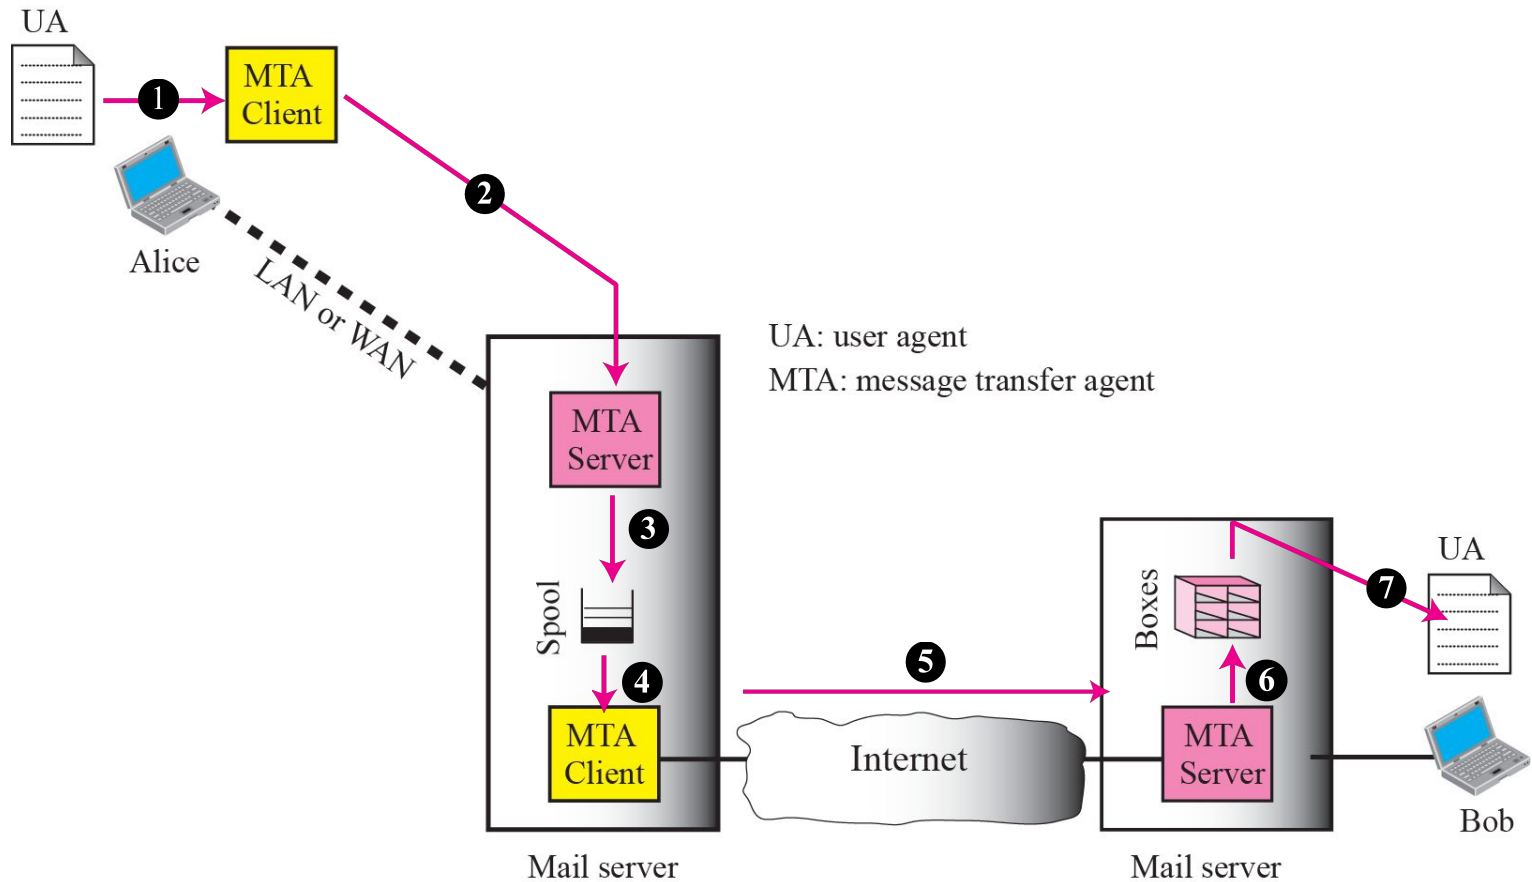 UA
MTA
Client
1
2
Alice
LAN or WAN
UA: user agent
MTA: message transfer agent
MTA
Server
3
Spool
4
MTA
Client
5
Internet
Boxes
6
MTA
Server
7
UA
Bob
Mail server
Mail server